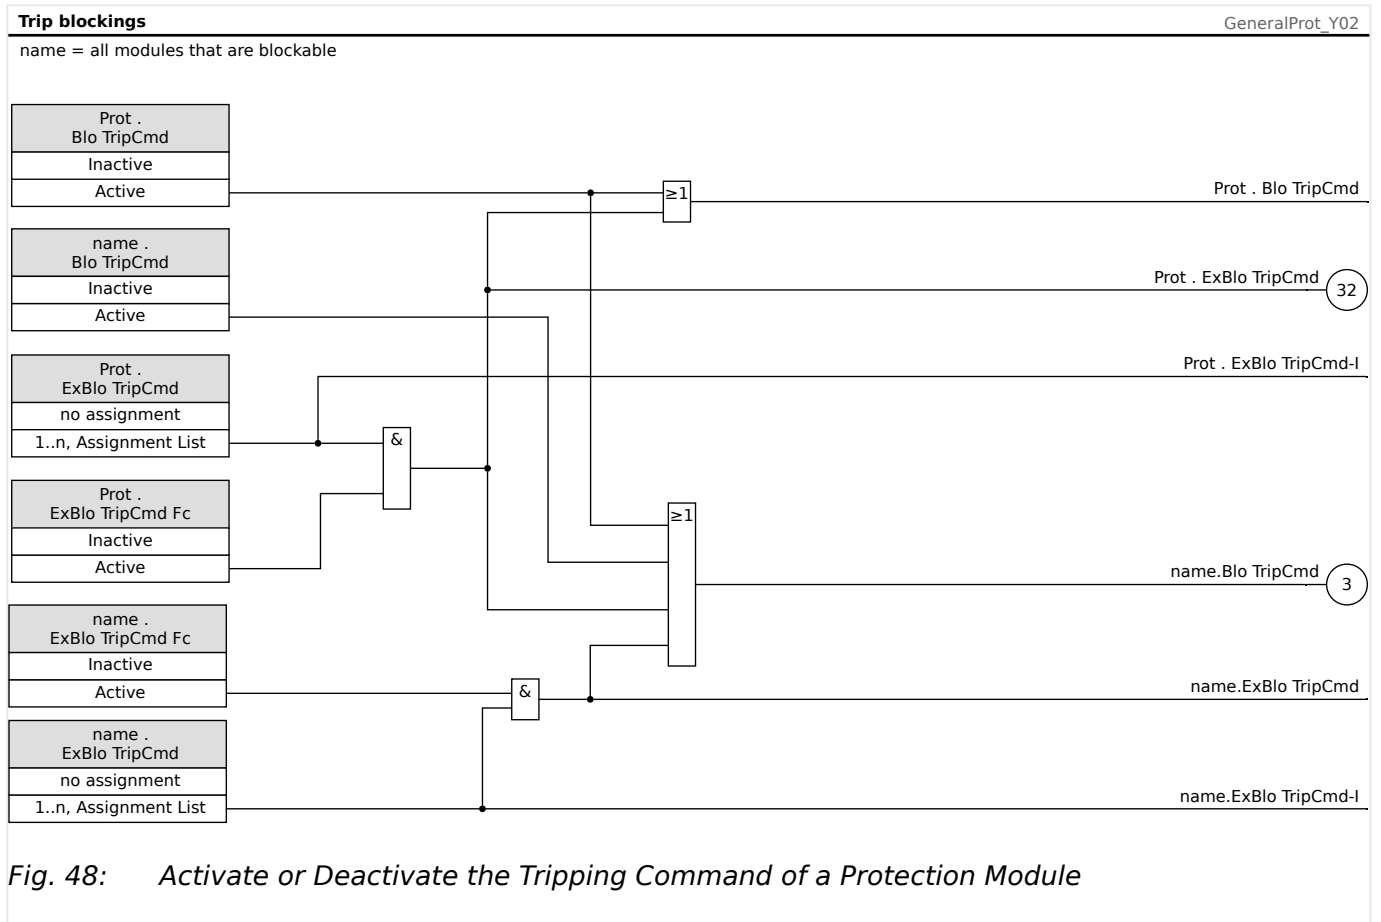 Trip blockings
GeneralProt_Y02
name = all modules that are blockable
Prot .
Blo TripCmd
Inactive
Active
≥1
Prot . Blo TripCmd
name .
Blo TripCmd
Inactive
Active
Prot . ExBlo TripCmd
32
Prot .
ExBlo TripCmd
no assignment
1..n, Assignment List
Prot . ExBlo TripCmd-I
&
Prot .
ExBlo TripCmd Fc
Inactive
Active
≥1
name.Blo TripCmd
3
name .
ExBlo TripCmd Fc
Inactive
Active
&
name.ExBlo TripCmd
name .
ExBlo TripCmd
no assignment
1..n, Assignment List
name.ExBlo TripCmd-I
Fig. 48: Activate or Deactivate the Tripping Command of a Protection Module